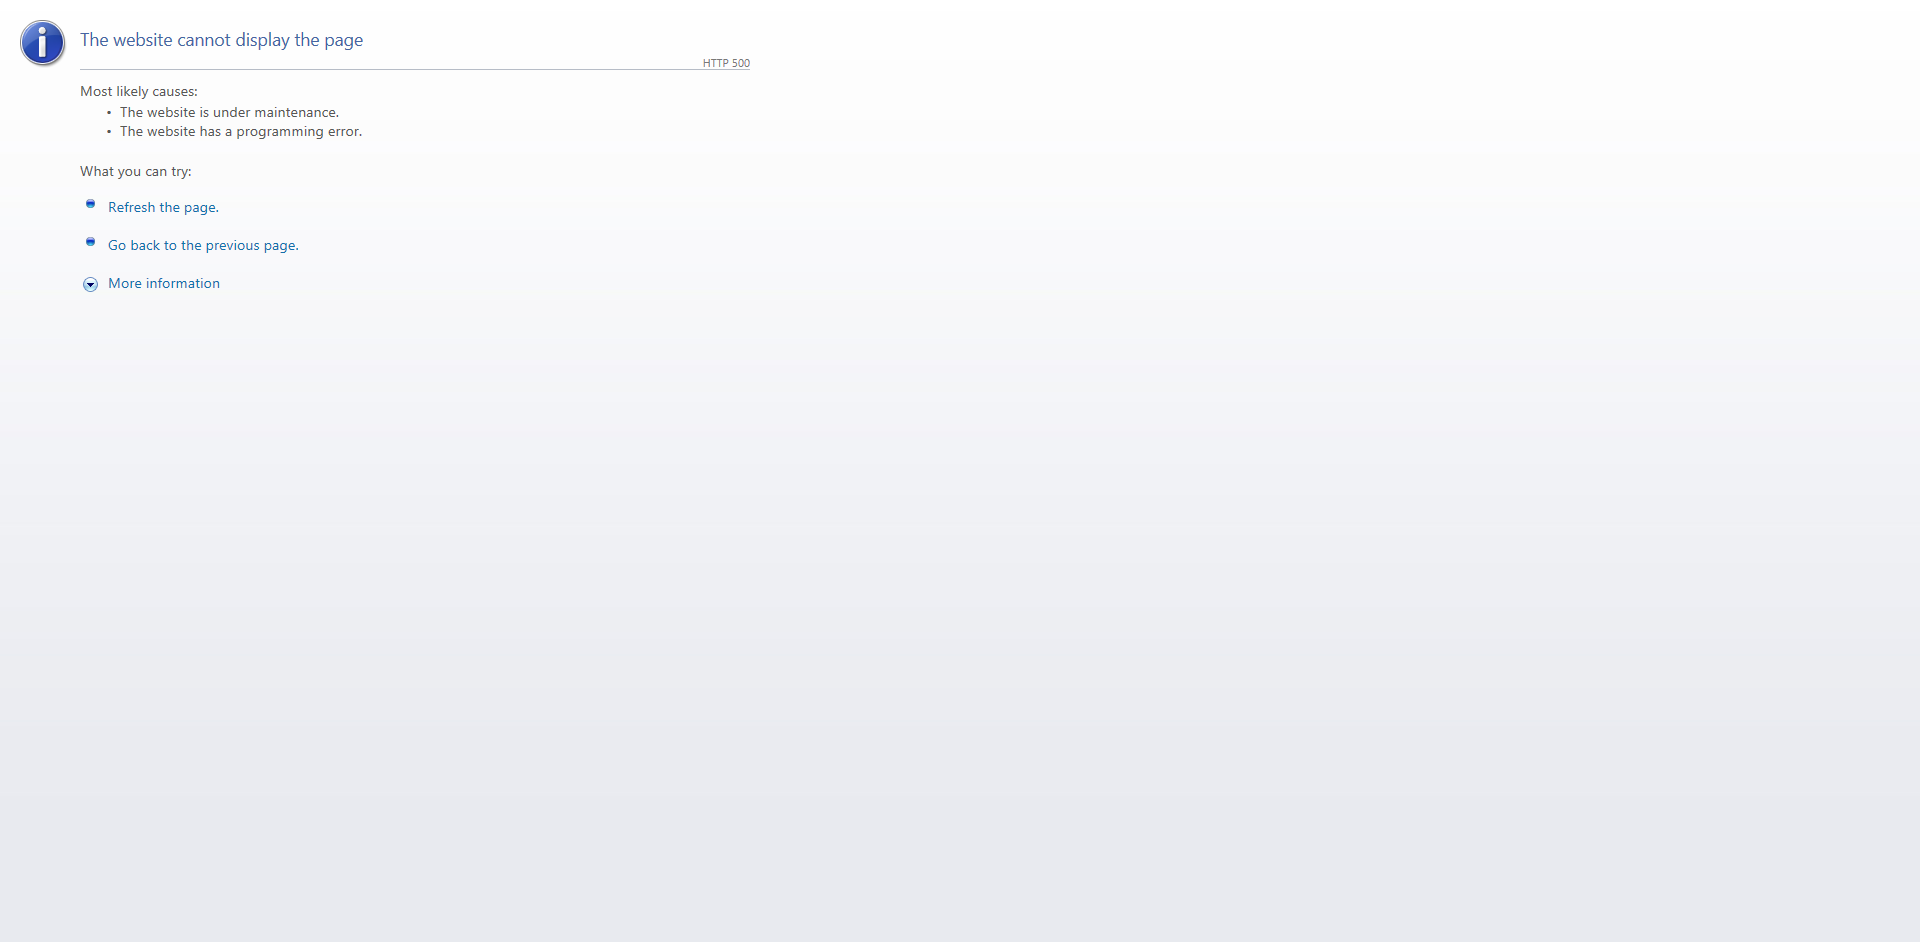 The website cannot display the page
HTTP 500
Most likely causes:
• The website is under maintenance.
• The website has a programming error.
What you can try:
Refresh the page.
Go back to the previous page.
More information